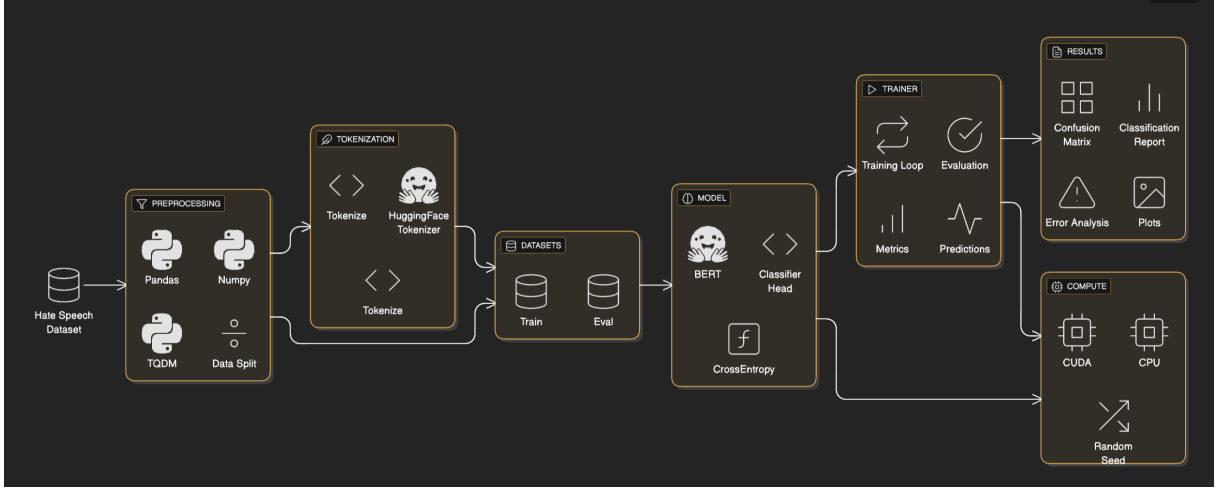 Hate Speech
Dataset
PREPROCESSING
Pandas
Numpy
TQDM
Data Split
TOKENIZATION
Tokenize
HuggingFace
Tokenizer
Tokenize
DATASETS
Train
Eval
MODEL
BERT
Classifier
Head
CrossEntropy
TRAINER
Training Loop
Evaluation
Metrics
Predictions
RESULTS
Confusion
Matrix
Classification
Report
Error Analysis
Plots
COMPUTE
CUDA
CPU
Random
Seed